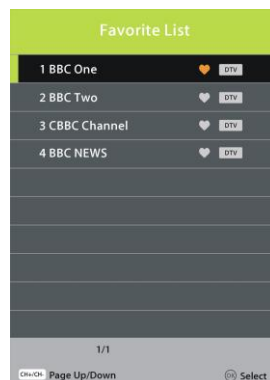 Favorite List
1 BBC One DTV
2 BBC Two DTV
3 CBBC Channel DTV
4 BBC NEWS DTV
1/1
CH+/CH- Page Up/Down OK Select